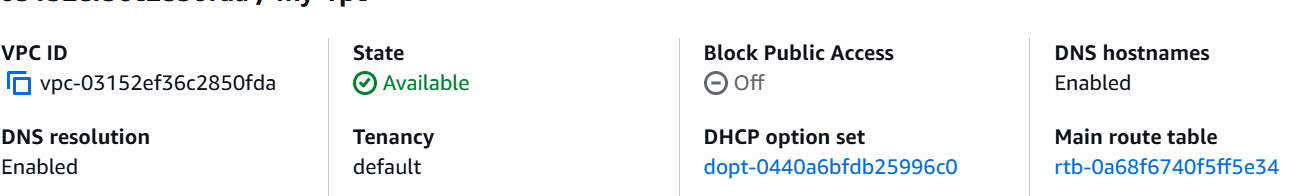 VPC ID
vpc-03152ef36c2850fda
State
Available
Block Public Access
Off
DNS hostnames
Enabled
DNS resolution
Enabled
Tenancy
default
DHCP option set
dopt-0440a6bfdb25996c0
Main route table
rtb-0a68f6740f5ff5e34